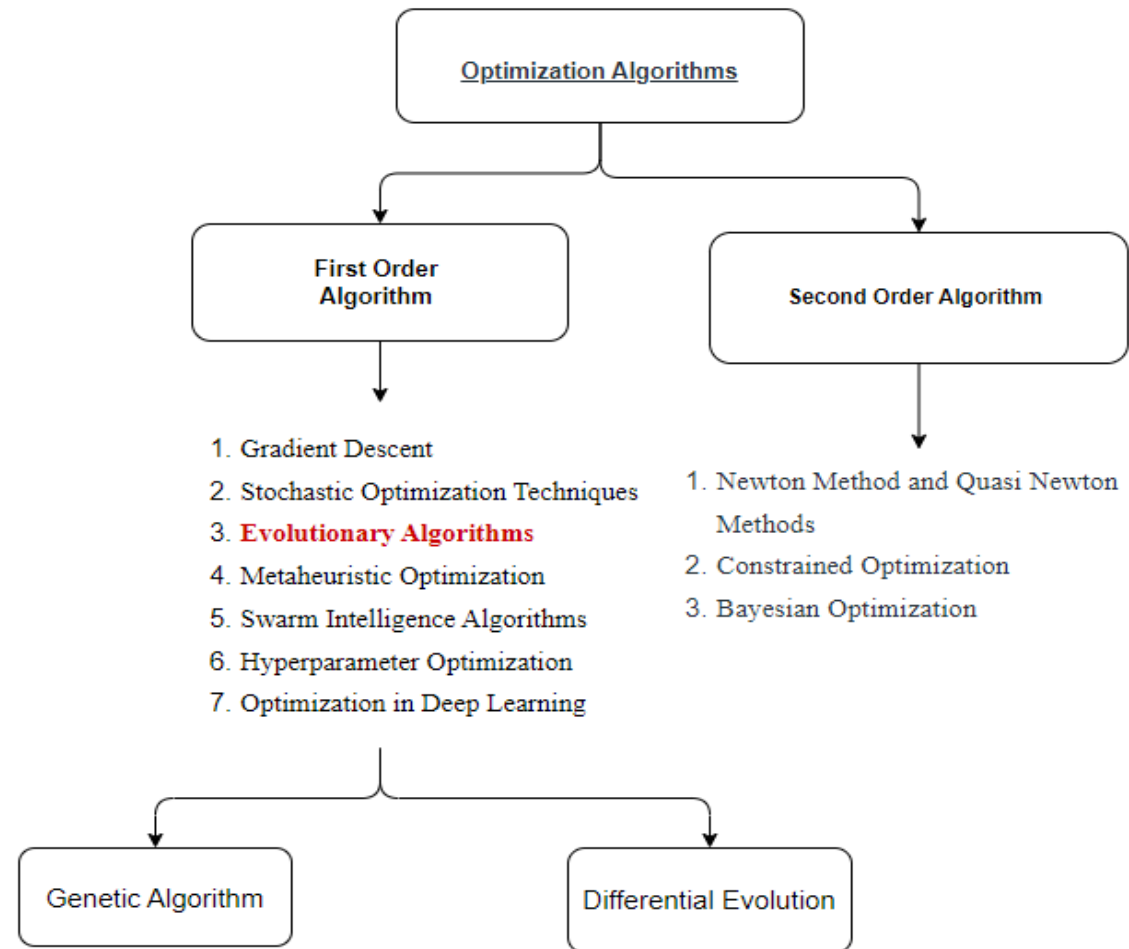 Optimization Algorithms
First Order
Algorithm
Second Order Algorithm
1. Gradient Descent
2. Stochastic Optimization Techniques
3. Evolutionary Algorithms
4. Metaheuristic Optimization
5. Swarm Intelligence Algorithms
6. Hyperparameter Optimization
7. Optimization in Deep Learning
1. Newton Method and Quasi Newton
Methods
2. Constrained Optimization
3. Bayesian Optimization
Genetic Algorithm
Differential Evolution